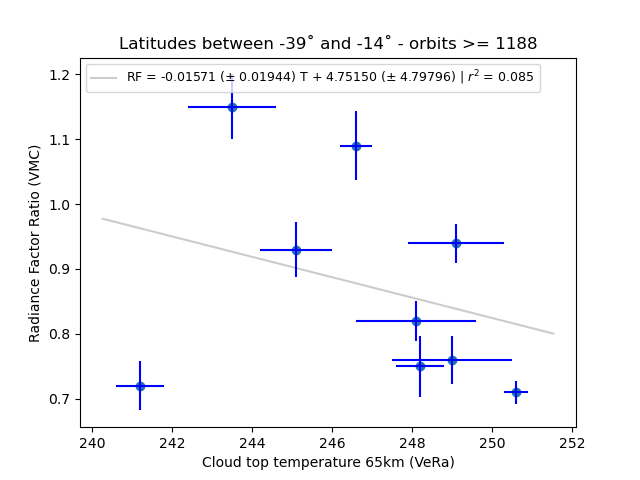 Latitudes between -39˚ and -14˚ - orbits >= 1188
RF = -0.01571 (± 0.01944) T + 4.75150 (± 4.79796) | r² = 0.085
Radiance Factor Ratio (VMC)
1.2
1.1
1.0
0.9
0.8
0.7
240 242 244 246 248 250 252
Cloud top temperature 65km (VeRa)